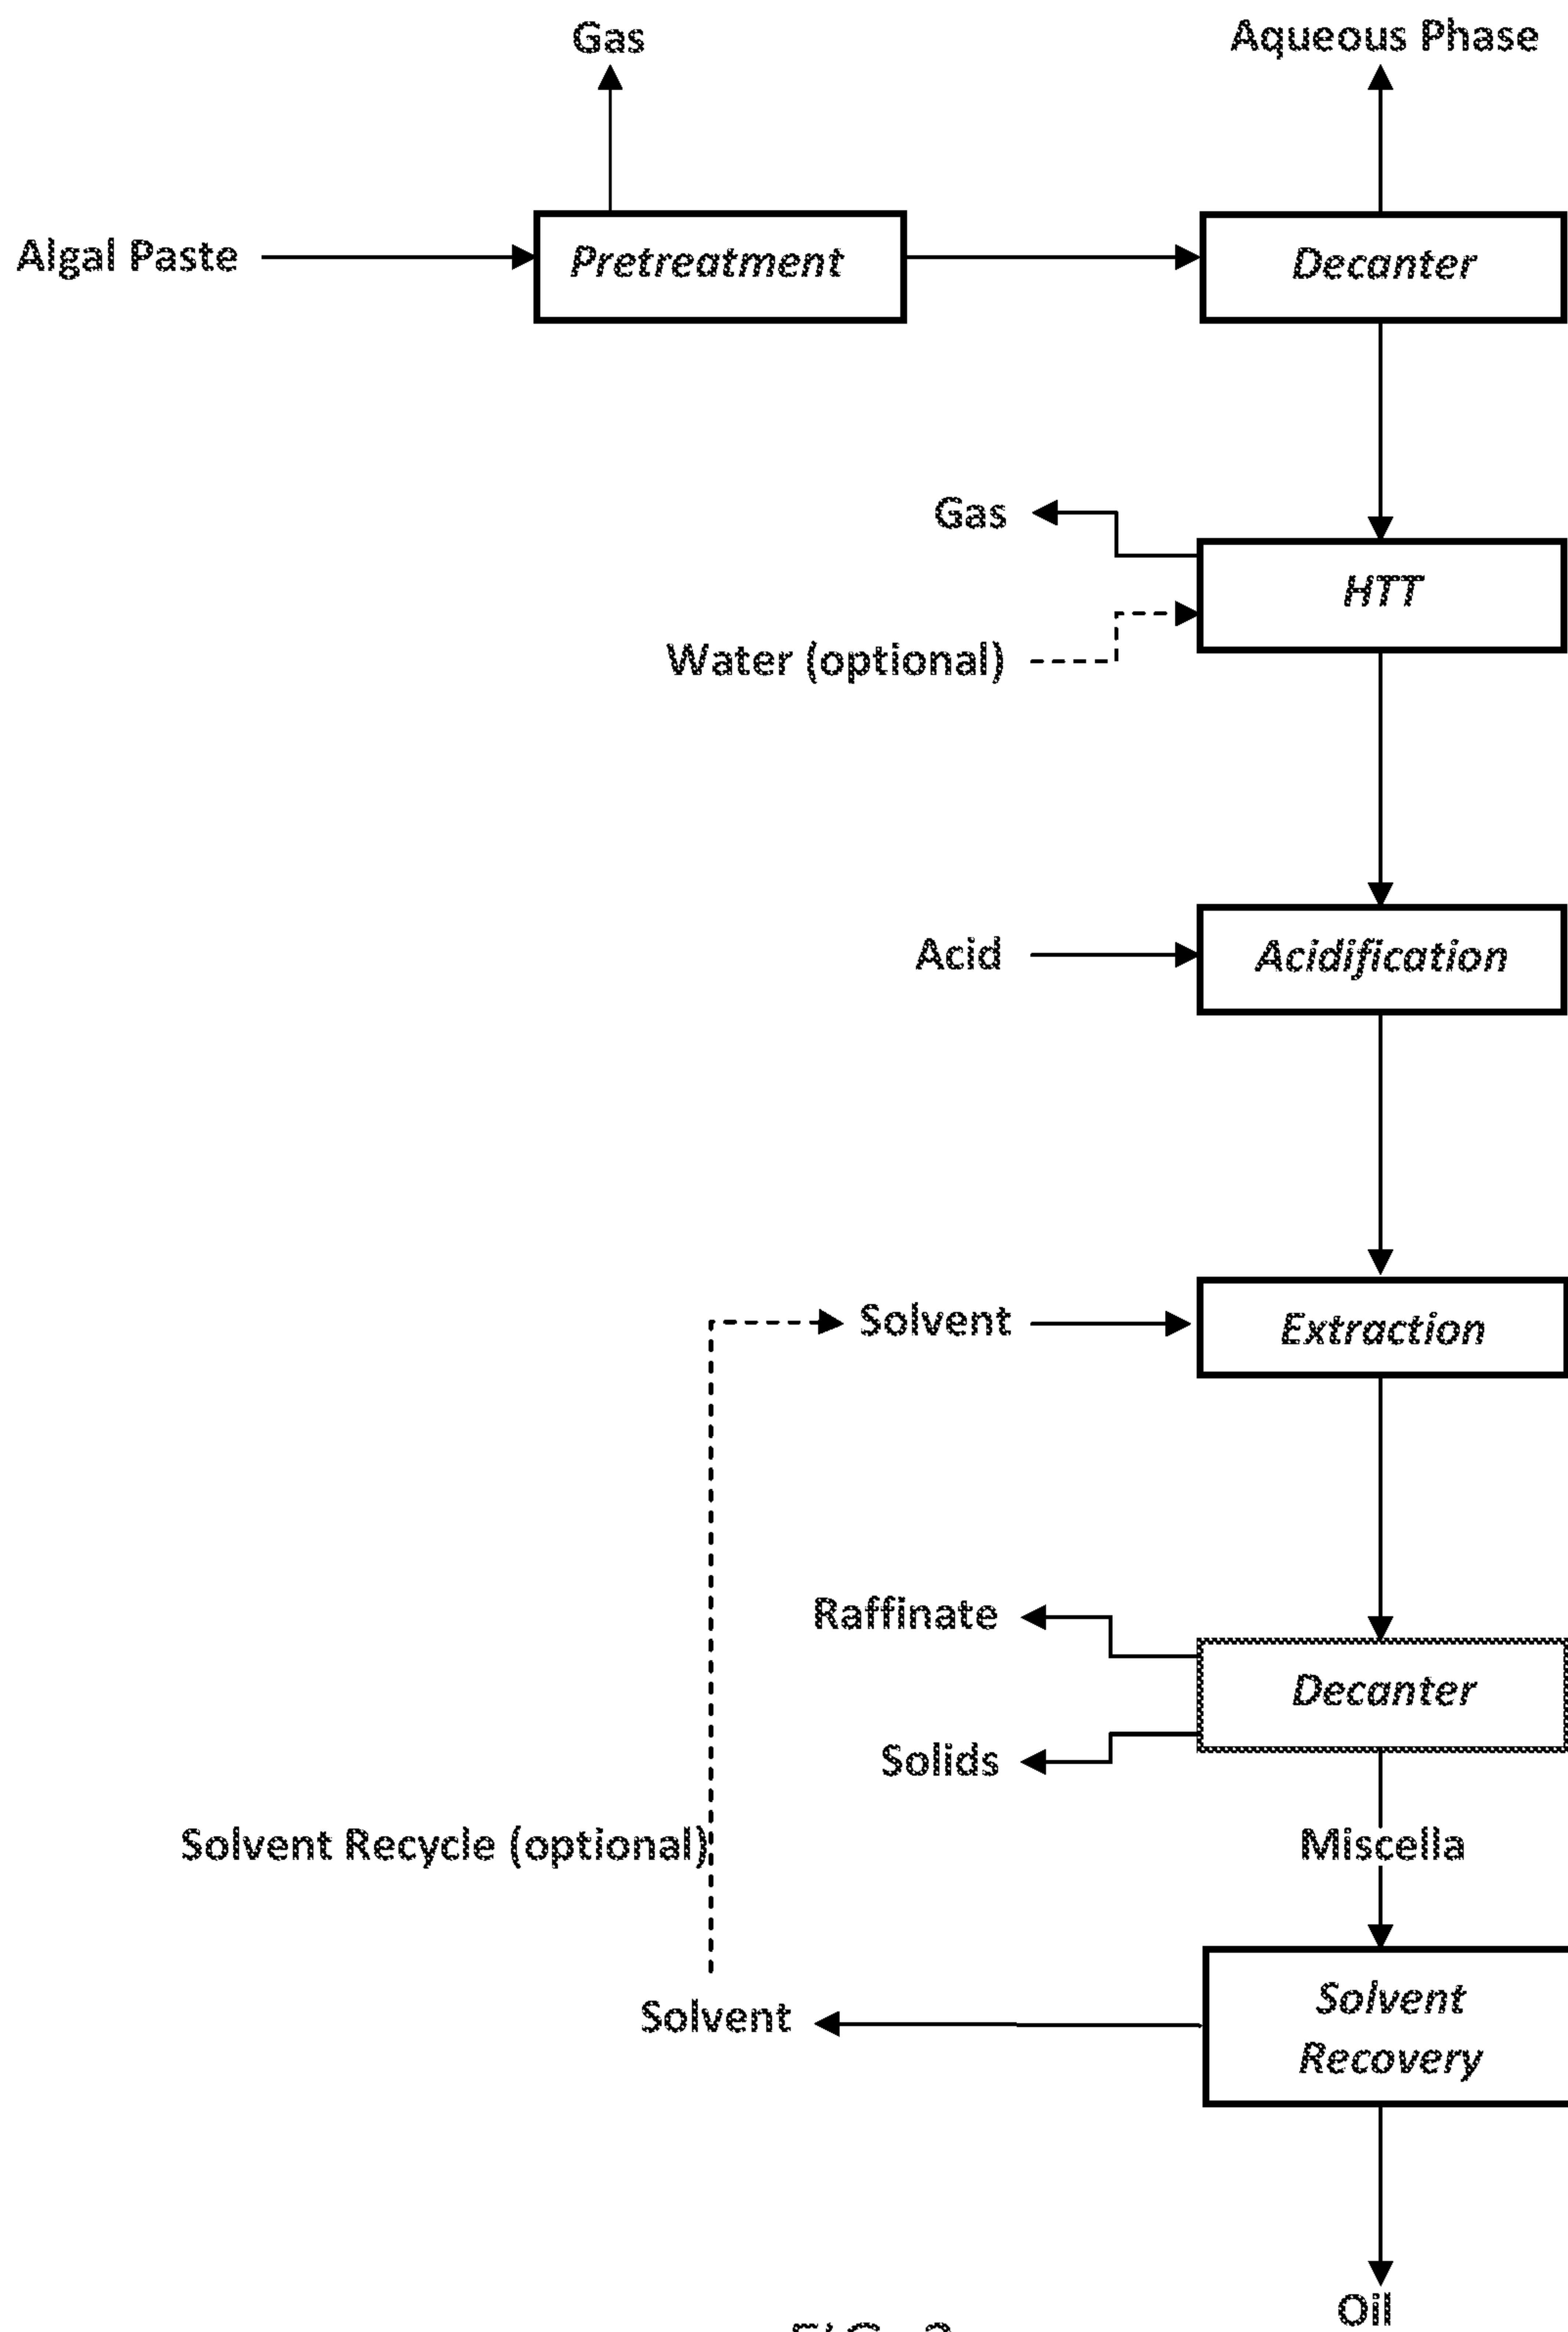 Gas
Aqueous Phase
Algal Paste
Pretreatment
Decanter
Gas
HTT
Water (optional)
Acid
Acidification
Solvent
Extraction
Raffinate
Decanter
Solids
Solvent Recycle (optional)
Miscella
Solvent
Recovery
Solvent
Oil